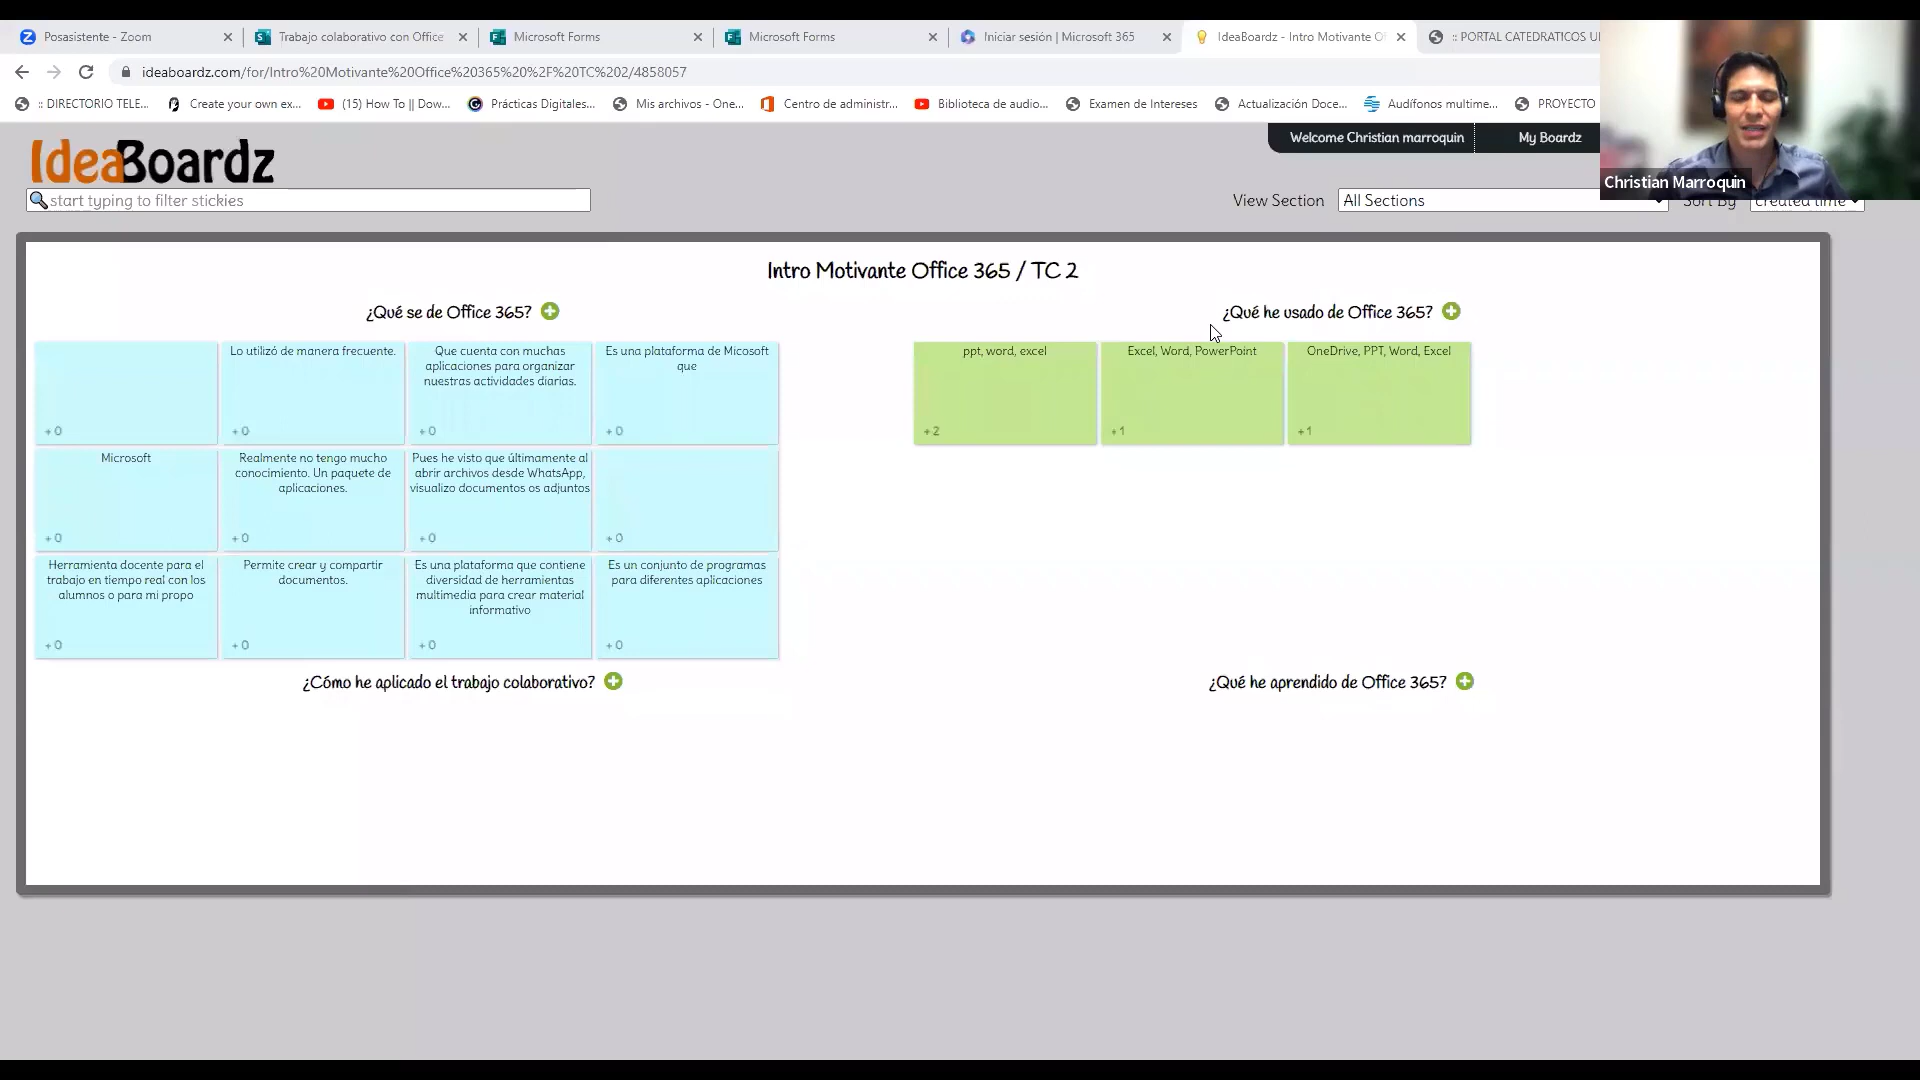 Posasistente - Zoom
Trabajo colaborativo con Office
Microsoft Forms
Microsoft Forms
Iniciar sesión | Microsoft 365
IdeaBoardz - Intro Motivante Of
:: PORTAL CATEDRATICOS
ideaboardz.com/for/Intro%20Motivante%20Office%20365%20%2F%20TC%202/4858057
:: DIRECTORIO TELE...
Create your own ex...
(15) How To || Dow...
Prácticas Digitales...
Mis archivos - One...
Centro de administr...
Biblioteca de audio...
Examen de Intereses
Actualización Doce...
Audífonos multime...
PROYECTO
IdeaBoardz
Welcome Christian marroquin
My Boardz
Christian Marroquin
start typing to filter stickies
View Section
All Sections
Sort By
created time
Intro Motivante Office 365 / TC 2
¿Qué se de Office 365?
+0
Lo utilizó de manera frecuente.
+0
Que cuenta con muchas
aplicaciones para organizar
nuestras actividades diarias.
+0
Es una plataforma de Micosoft
que
+0
Microsoft
+0
Realmente no tengo mucho
conocimiento. Un paquete de
aplicaciones.
+0
Pues he visto que últimamente al
abrir archivos desde WhatsApp,
visualizo documentos os adjuntos
+0
+0
Herramienta docente para el
trabajo en tiempo real con los
alumnos o para mi propo
+0
Permite crear y compartir
documentos.
+0
Es una plataforma que contiene
diversidad de herramientas
multimedia para crear material
informativo
+0
Es un conjunto de programas
para diferentes aplicaciones
+0
¿Qué he usado de Office 365?
ppt, word, excel
+2
Excel, Word, PowerPoint
+1
OneDrive, PPT, Word, Excel
+1
¿Cómo he aplicado el trabajo colaborativo?
¿Qué he aprendido de Office 365?